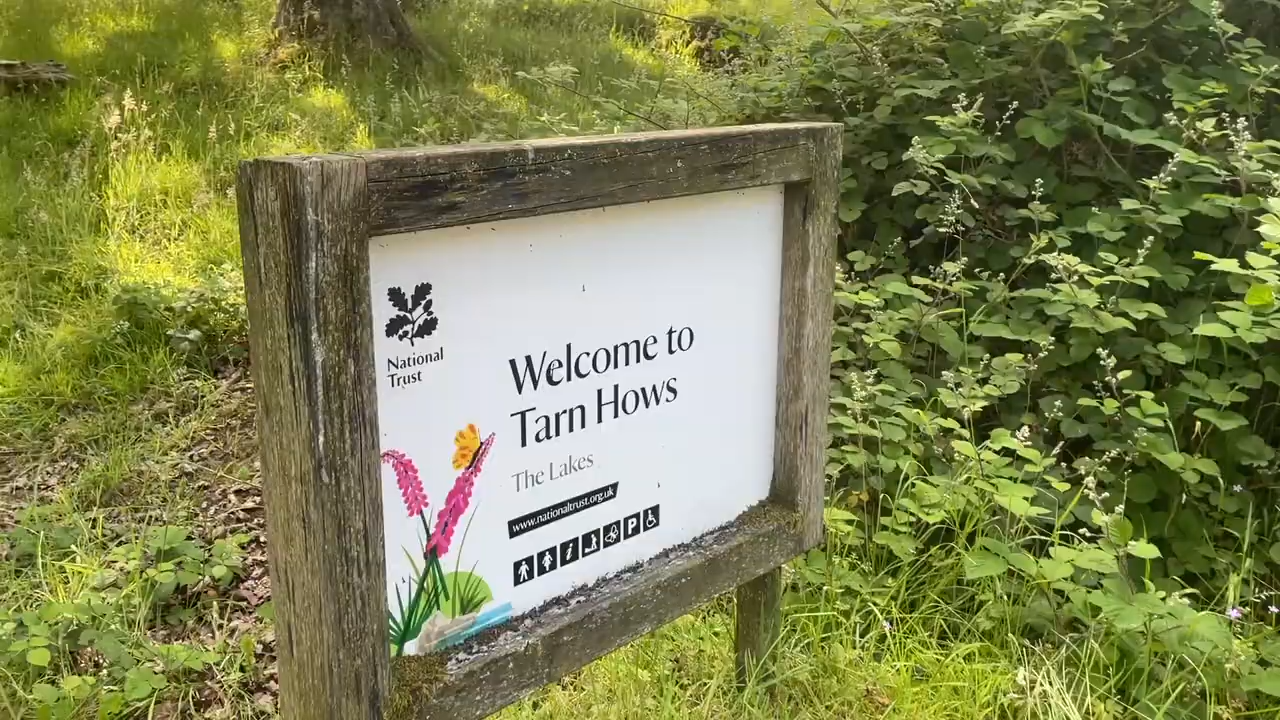 National
Trust
Welcome to
Tarn Hows
The Lakes
www.nationaltrust.org.uk
P